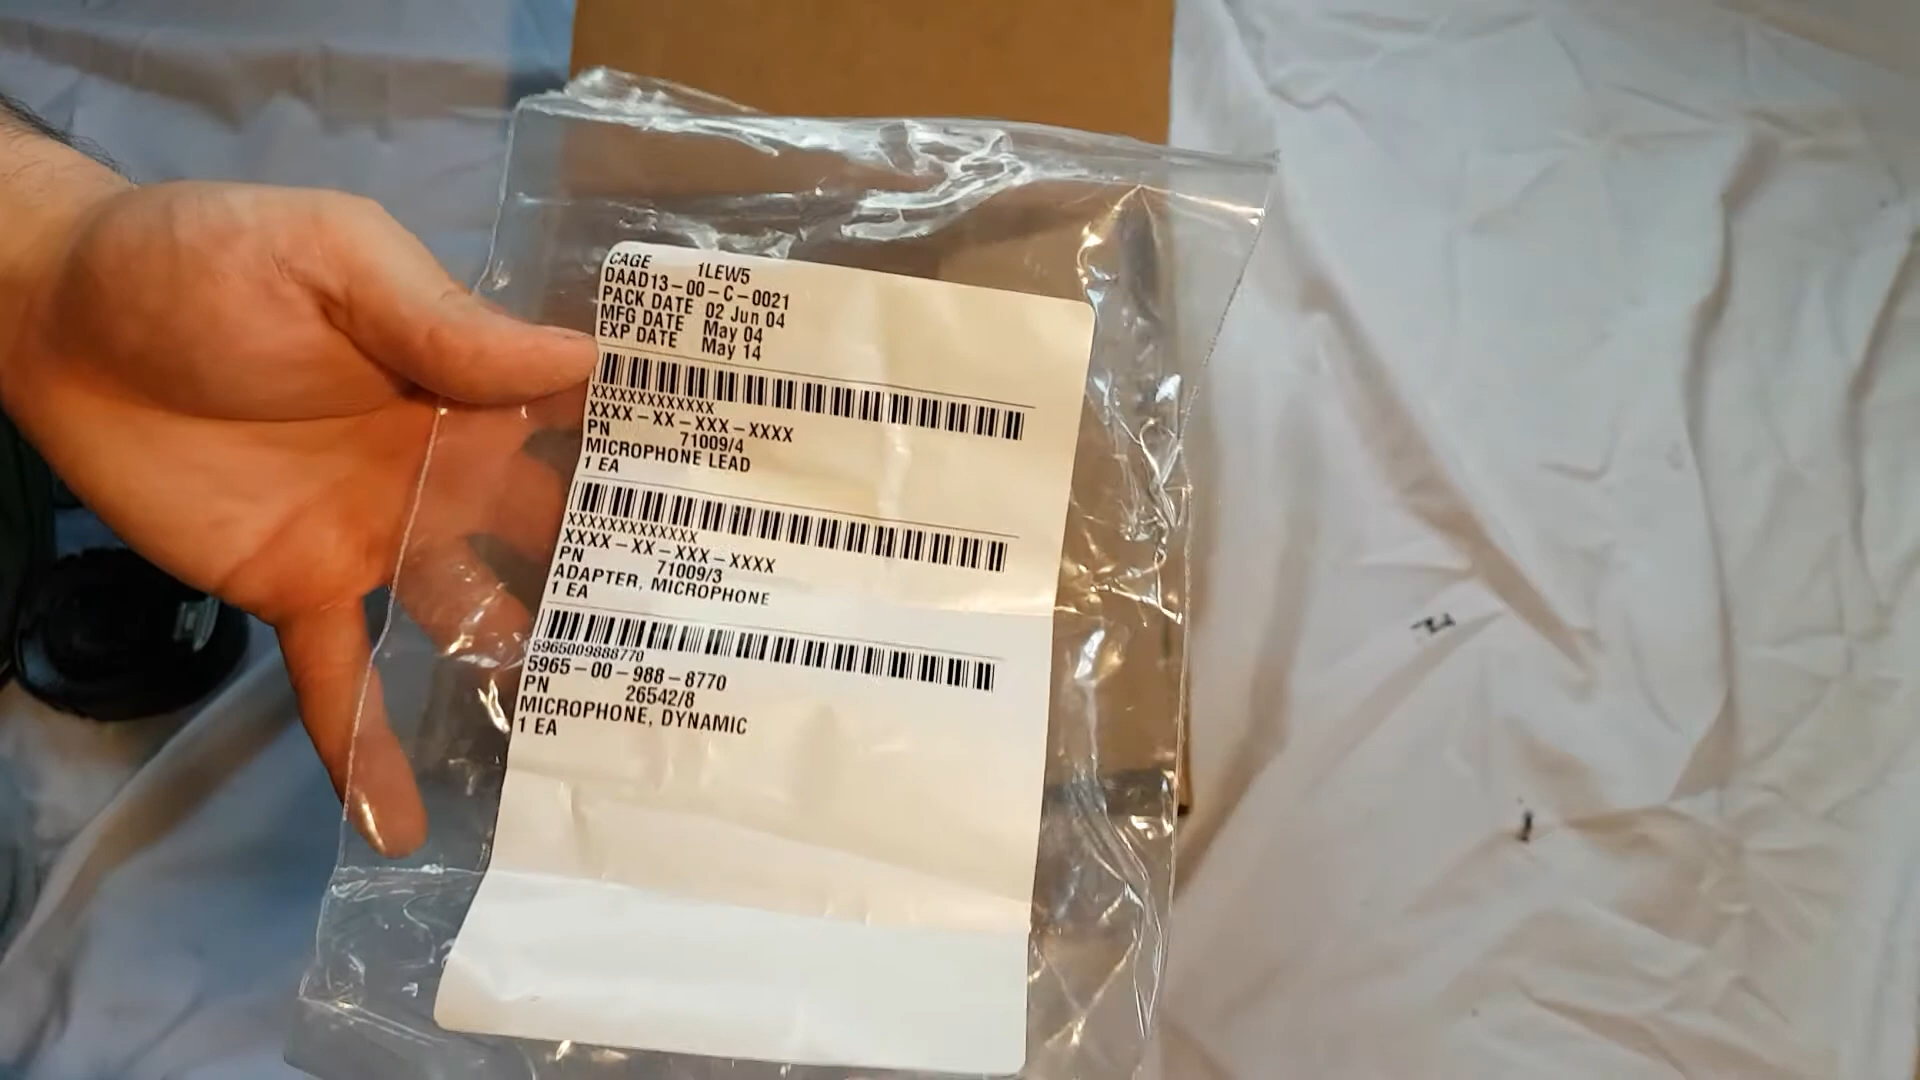 CAGE 1LEW5
DAAD13-00-C-0021
PACK DATE 02 Jun 04
MFG DATE May 04
EXP DATE May 14
XXXXXXXXXXXXX
XXXX-XX-XXX-XXXX
PN 71009/4
MICROPHONE LEAD
1 EA
XXXXXXXXXXXXX
XXXX-XX-XXX-XXXX
PN 71009/3
ADAPTER, MICROPHONE
1 EA
5965009888770
5965-00-988-8770
PN 26542/8
MICROPHONE, DYNAMIC
1 EA